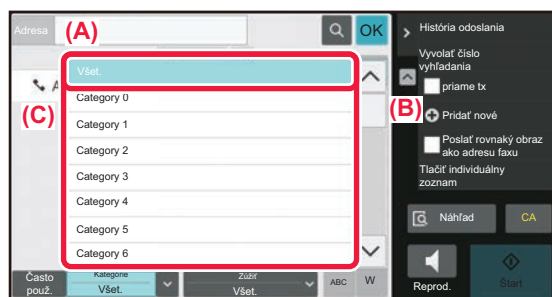 Adresa
(A)
OK
Všet.
A
(C)
Category 0
Category 1
Category 2
Category 3
Category 4
Category 5
Category 6
Často
použ.
Kategórie
Všet.
Zúžiť
Všet.
ABC
W
História odoslania
Vyvolať číslo
vyhľadania
priame tx
(B)
Pridať nové
Poslať rovnaký obraz
ako adresu faxu
Tlačiť individuálny
zoznam
Náhľad
CA
Reprod.
Štart